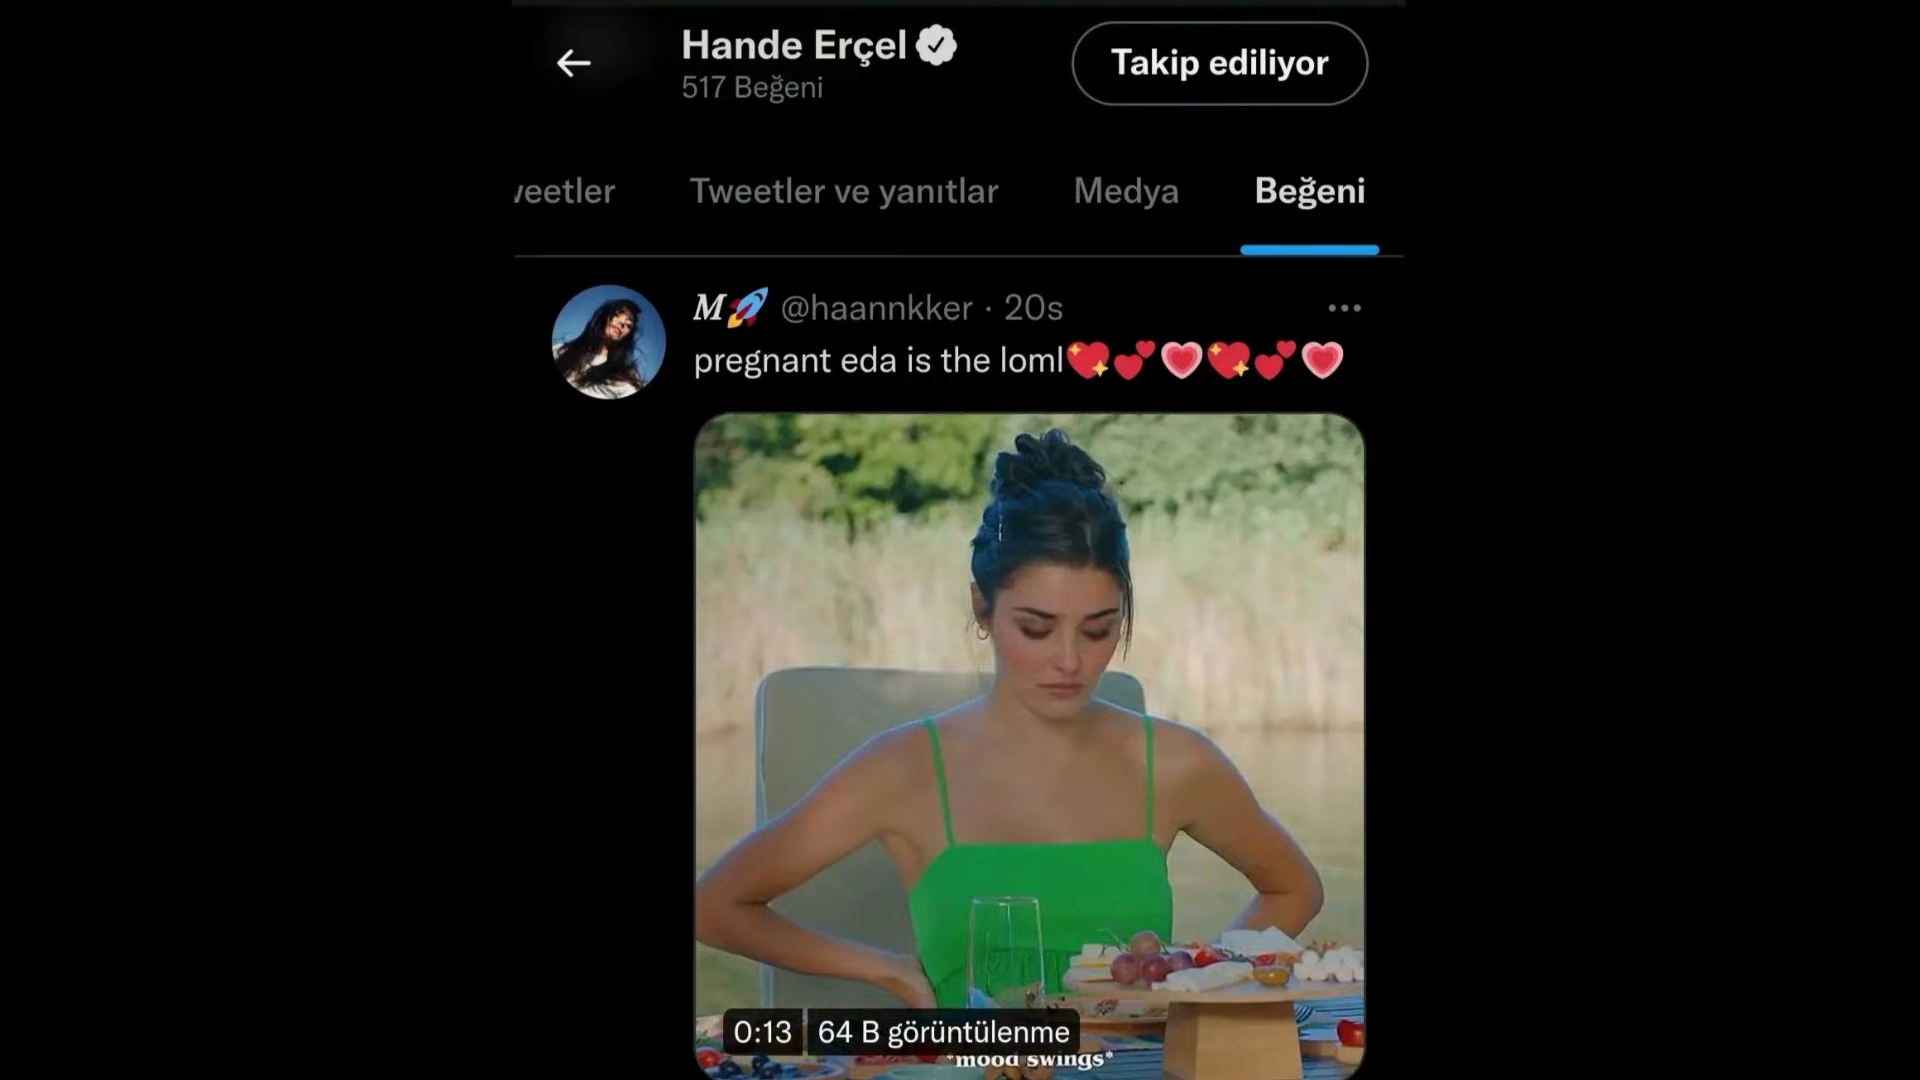 Hande Erçel
Takip ediliyor
517 Beğeni
veetler Tweetler ve yanıtlar Medya Beğeni
M🚀 @haannkker · 20s
pregnant eda is the loml💖💕💗💖💕💗
0:13 64 B görüntülenme
*mood swings*